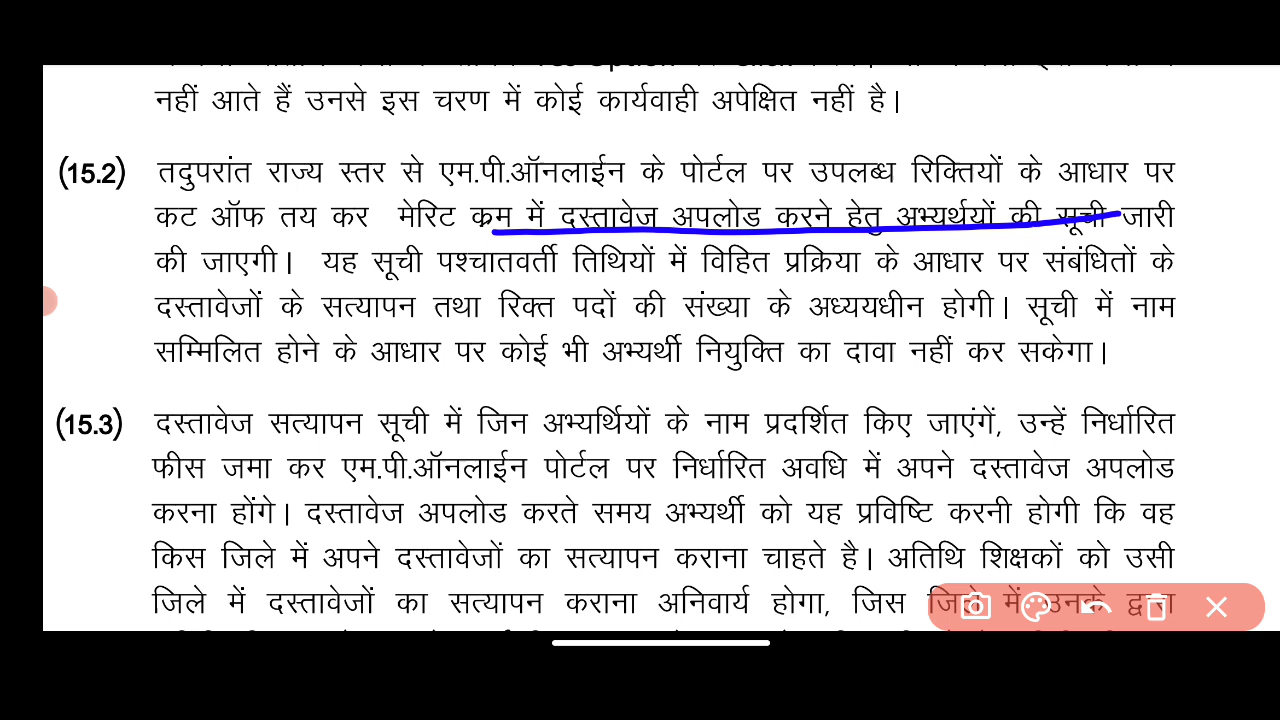 नहीं आते हैं उनसे इस चरण में कोई कार्यवाही अपेक्षित नहीं है।
(15.2) तदुपरांत राज्य स्तर से एम.पी.ऑनलाईन के पोर्टल पर उपलब्ध रिक्तियों के आधार पर
कट ऑफ तय कर मेरिट क्रम में दस्तावेज अपलोड करने हेतु अभ्यर्थयों की सूची जारी
की जाएगी। यह सूची पश्चातवर्ती तिथियों में विहित प्रक्रिया के आधार पर संबंधितों के
दस्तावेजों के सत्यापन तथा रिक्त पदों की संख्या के अध्ययधीन होगी। सूची में नाम
सम्मिलित होने के आधार पर कोई भी अभ्यर्थी नियुक्ति का दावा नहीं कर सकेगा।
(15.3) दस्तावेज सत्यापन सूची में जिन अभ्यर्थियों के नाम प्रदर्शित किए जाएंगें, उन्हें निर्धारित
फीस जमा कर एम.पी.ऑनलाईन पोर्टल पर निर्धारित अवधि में अपने दस्तावेज अपलोड
करना होंगे। दस्तावेज अपलोड करते समय अभ्यर्थी को यह प्रविष्टि करनी होगी कि वह
किस जिले में अपने दस्तावेजों का सत्यापन कराना चाहते है। अतिथि शिक्षकों को उसी
जिले में दस्तावेजों का सत्यापन कराना अनिवार्य होगा, जिस जिले में उनके द्वारा